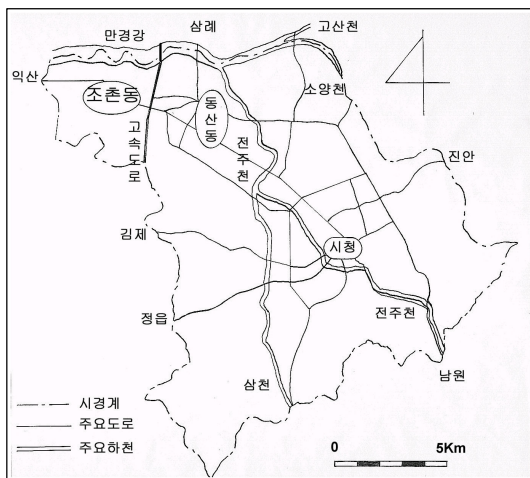 삼례
고산천
만경강
익산
조촌동
동산동
소양천
고속도로
전주천
진안
김제
시청
정읍
전주천
남원
삼천
시경계
주요도로
주요하천
0 5Km